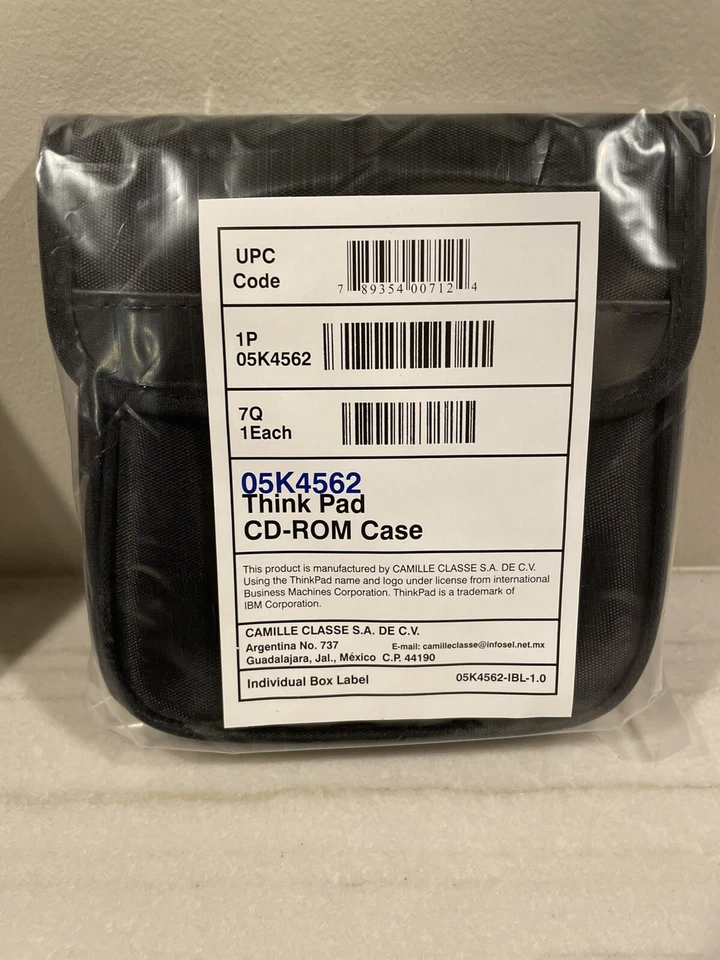 UPC
Code
7 89354 00712 4
1P
05K4562
7Q
1Each
05K4562
Think Pad
CD-ROM Case
This product is manufactured by CAMILLE CLASSE S.A. DE C.V.
Using the ThinkPad name and logo under license from international
Business Machines Corporation. ThinkPad is a trademark of
IBM Corporation.
CAMILLE CLASSE S.A. DE C.V.
Argentina No. 737 E-mail: camilleclasse@infosel.net.mx
Guadalajara, Jal., México C.P. 44190
Individual Box Label 05K4562-IBL-1.0